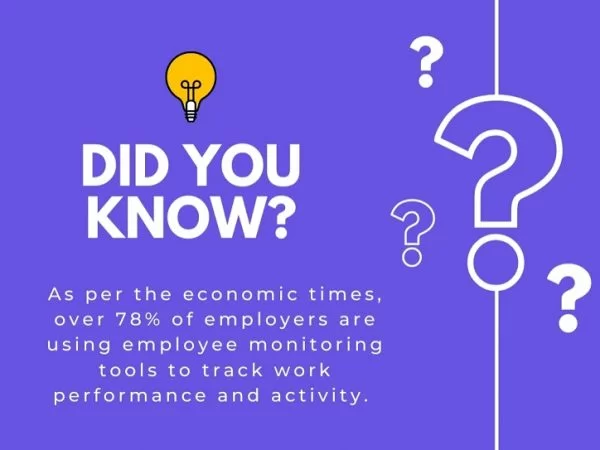 DID YOU
KNOW?
As per the economic times,
over 78% of employers are
using employee monitoring
tools to track work
performance and activity.
?
?
?
?